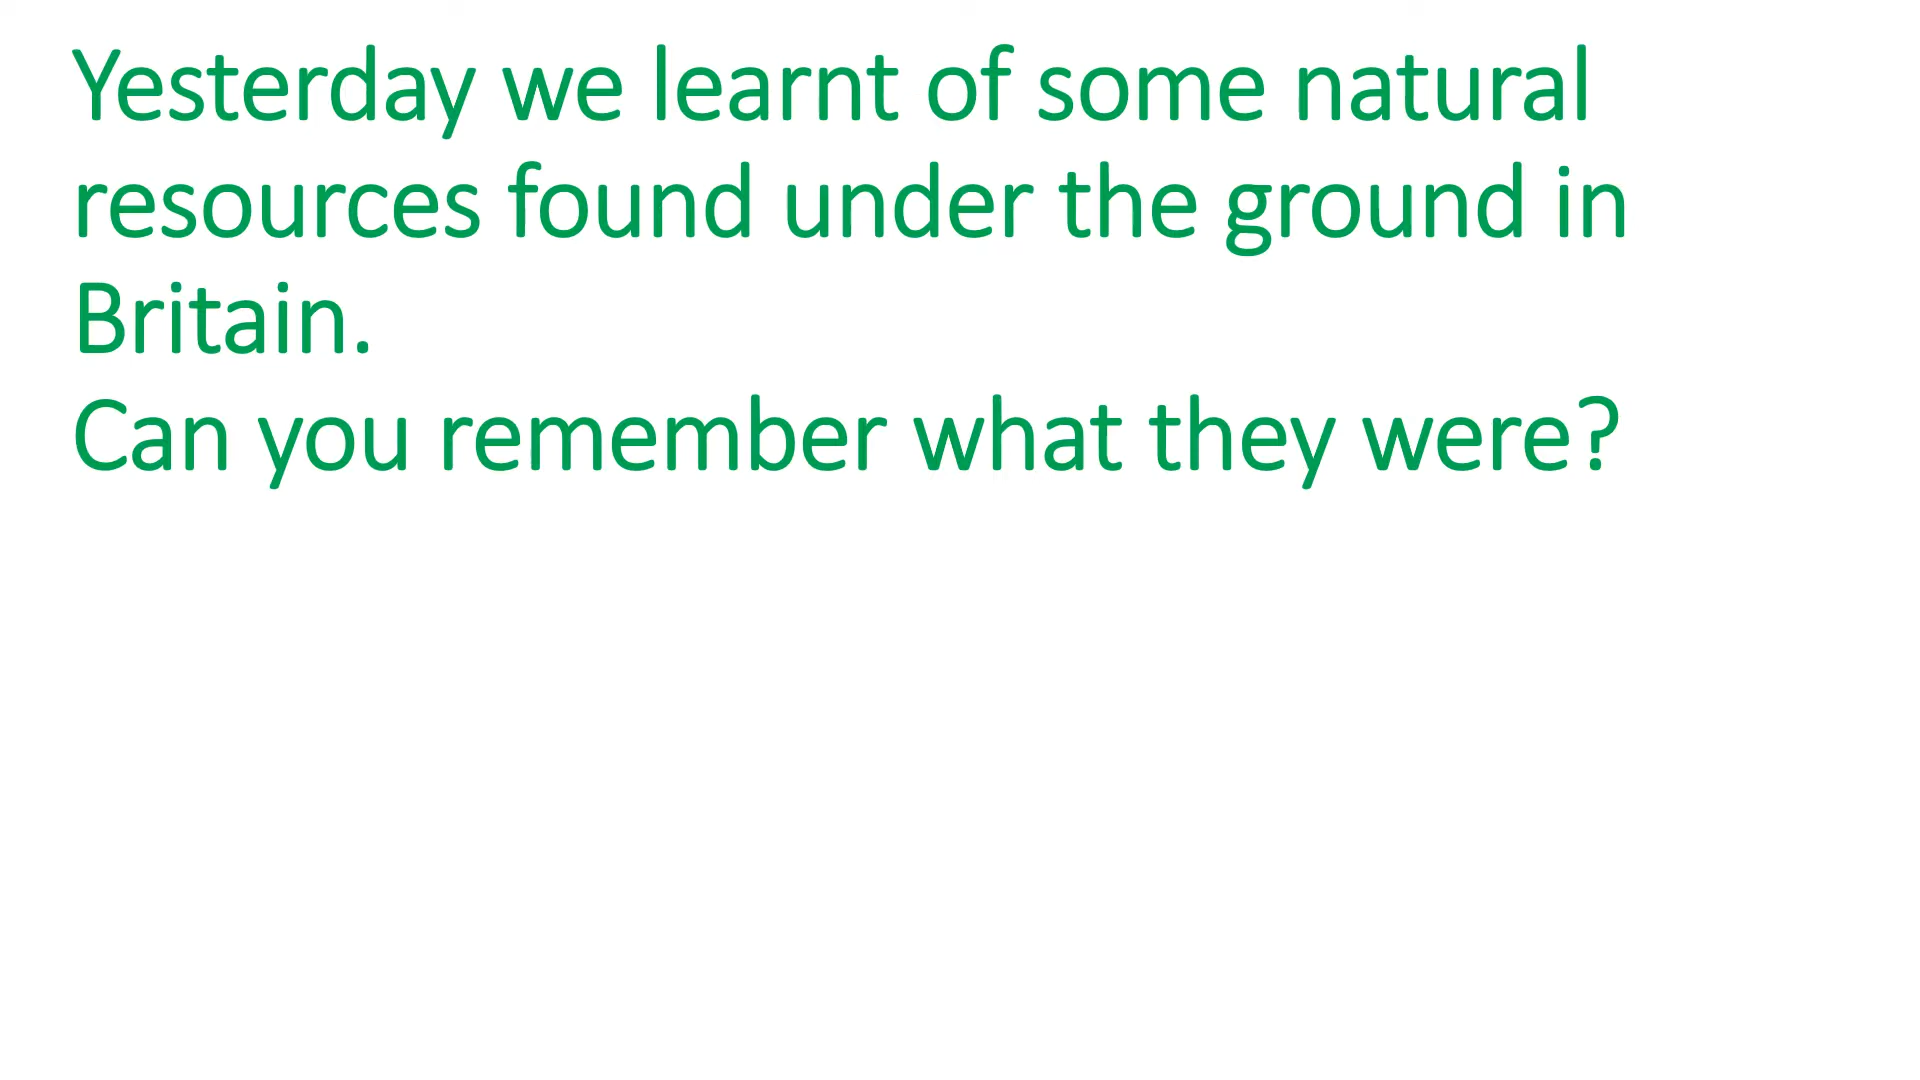 Yesterday we learnt of some natural
resources found under the ground in
Britain.
Can you remember what they were?